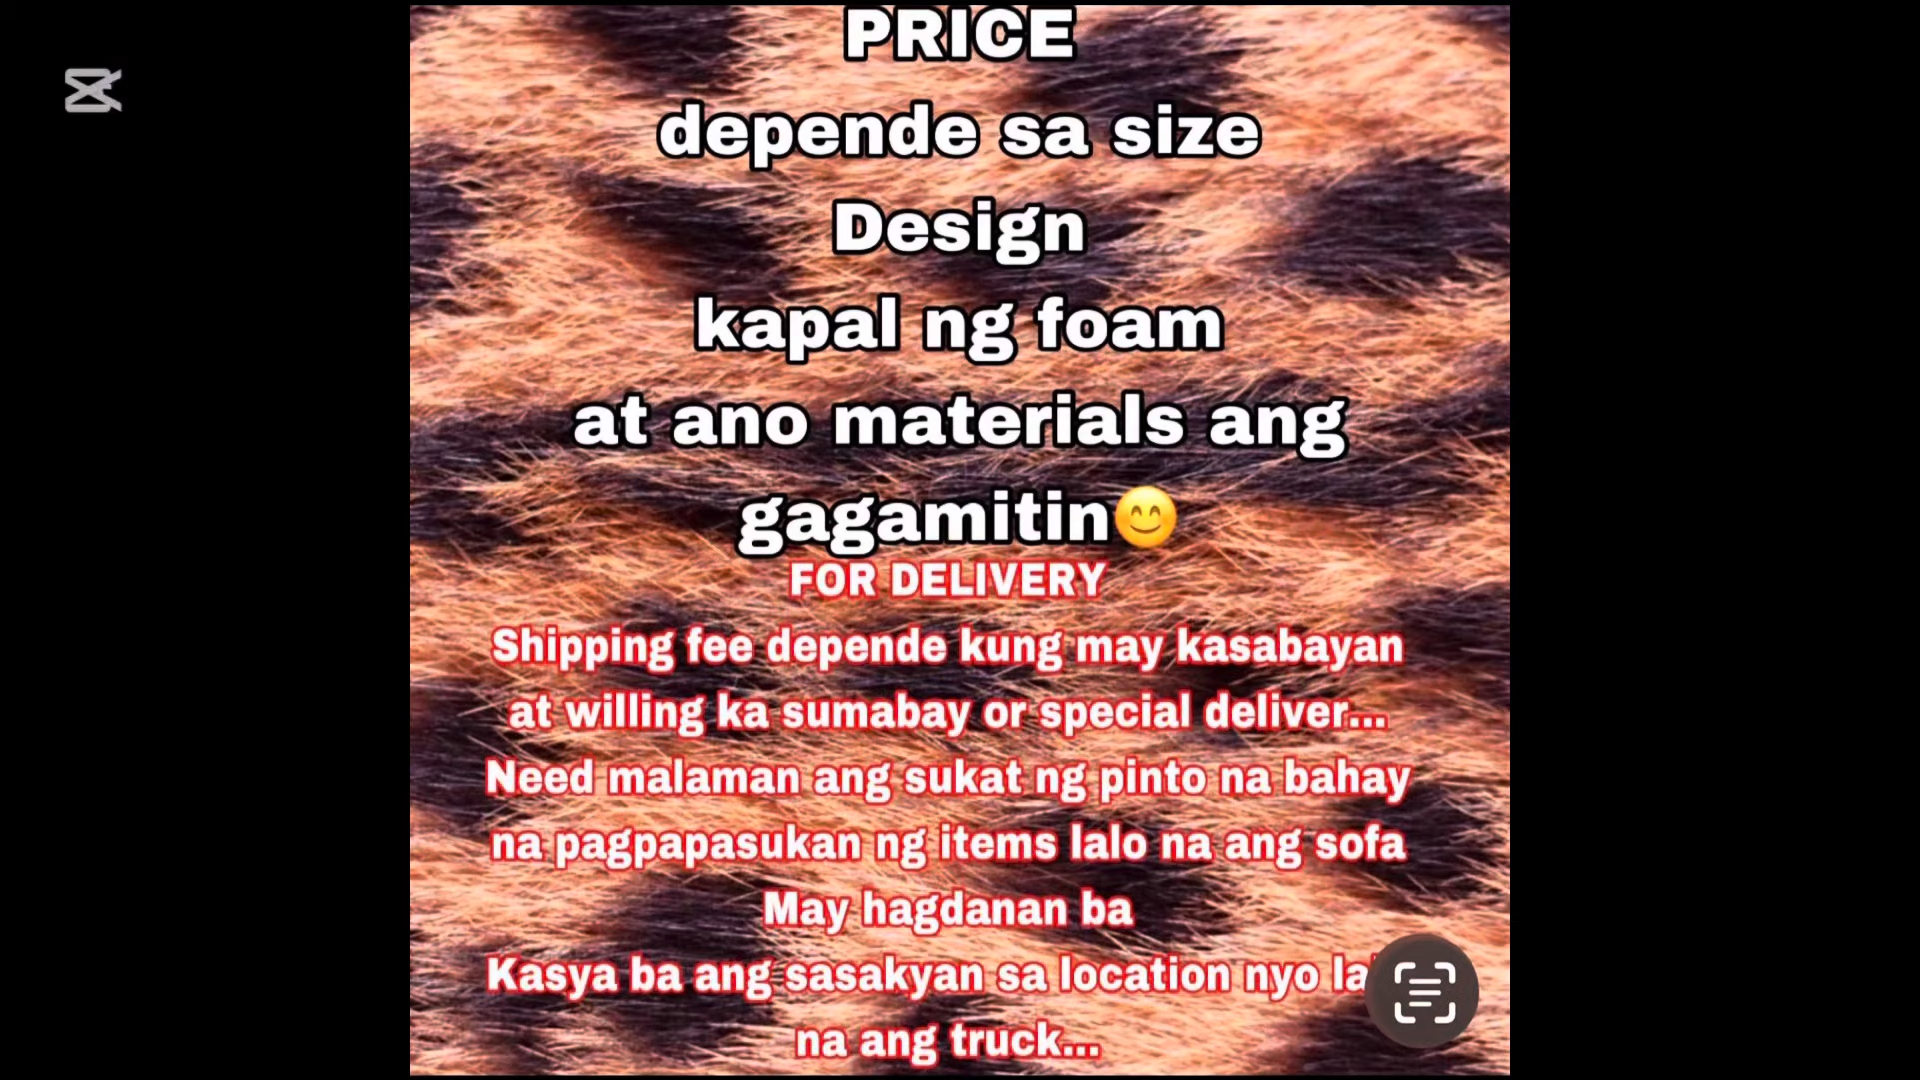 PRICE
depende sa size
Design
kapal ng foam
at ano materials ang
gagamitin😊
FOR DELIVERY
Shipping fee depende kung may kasabayan
at willing ka sumabay or special deliver...
Need malaman ang sukat ng pinto na bahay
na pagpapasukan ng items lalo na ang sofa
May hagdanan ba
Kasya ba ang sasakyan sa location nyo
na ang truck...